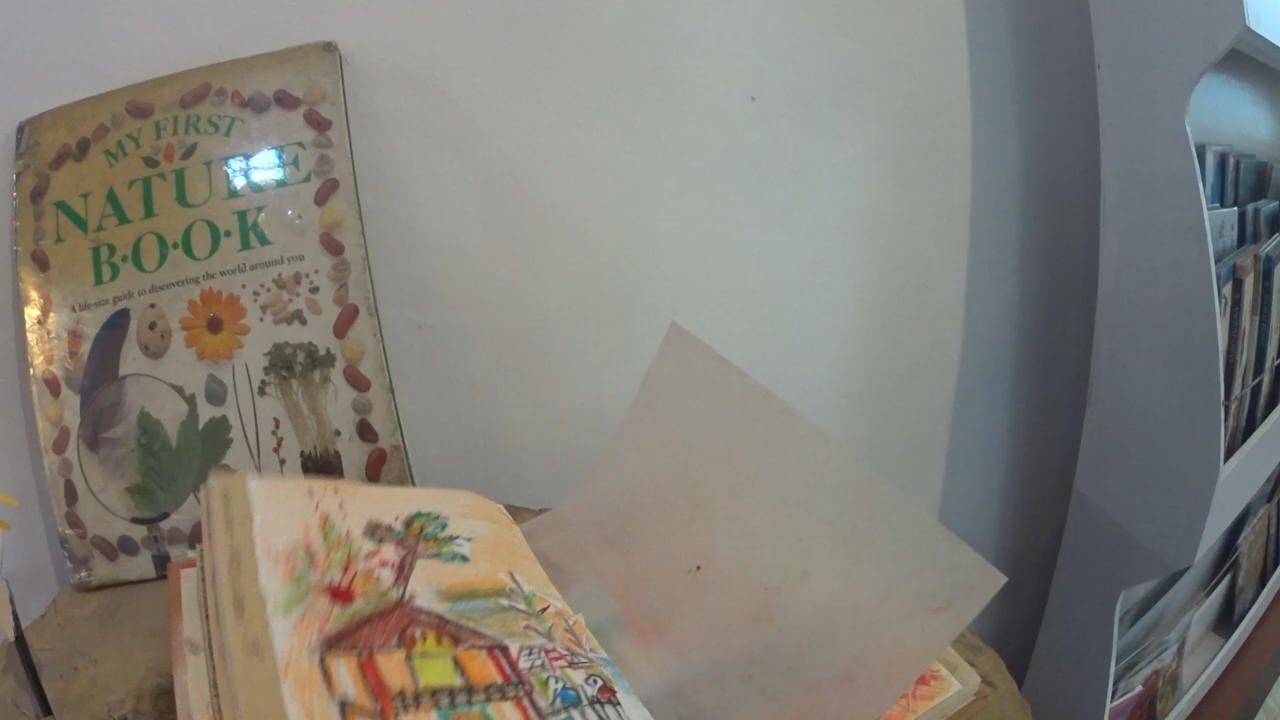 MY FIRST
NATURE
B·O·O·K
A life-size guide to discovering the world around you